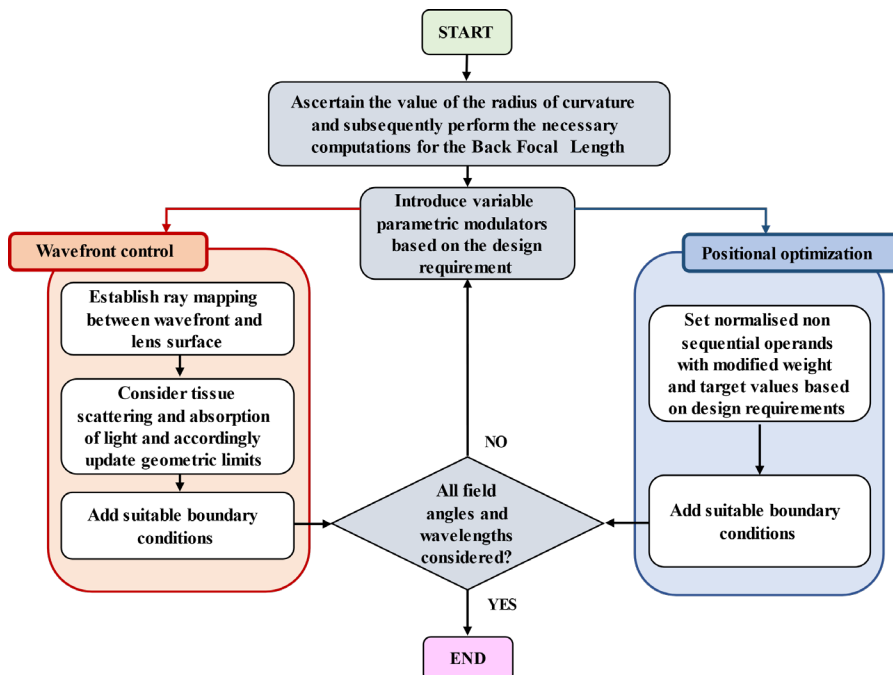 START
Ascertain the value of the radius of curvature
and subsequently perform the necessary
computations for the Back Focal Length
Introduce variable
parametric modulators
based on the design
requirement
Wavefront control
Establish ray mapping
between wavefront and
lens surface
Consider tissue
scattering and absorption
of light and accordingly
update geometric limits
Add suitable boundary
conditions
Positional optimization
Set normalised non
sequential operands
with modified weight
and target values based
on design requirements
Add suitable boundary
conditions
NO
All field
angles and
wavelengths
considered?
YES
END